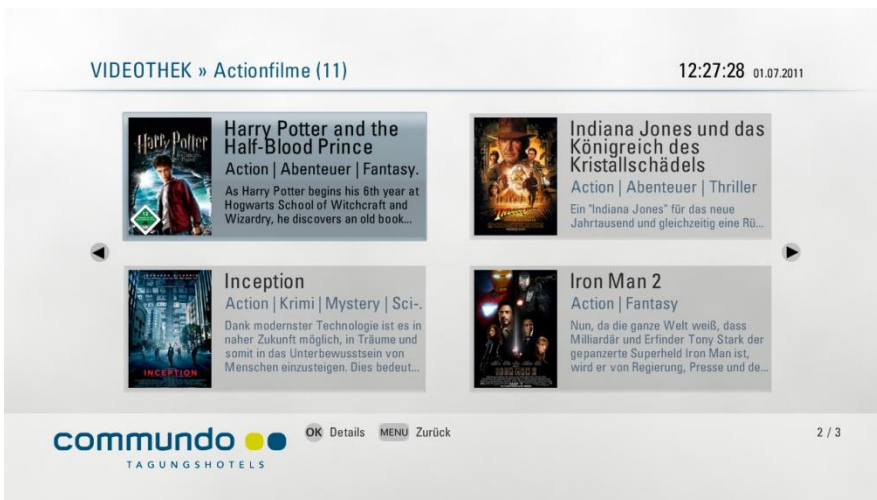 VIDEOTHEK » Actionfilme (11)
12:27:28 01.07.2011
Harry Potter
Harry Potter and the
Half-Blood Prince
Action | Abenteuer | Fantasy.
As Harry Potter begins his 6th year at
Hogwarts School of Witchcraft and
Wizardry, he discovers an old book...
Indiana Jones und das
Königreich des
Kristallschädels
Action | Abenteuer | Thriller
Ein "Indiana Jones" für das neue
Jahrtausend und gleichzeitig eine Rü...
INCEPTION
Inception
Action | Krimi | Mystery | Sci-.
Dank modernster Technologie ist es in
naher Zukunft möglich, in Träume und
somit in das Unterbewusstsein von
Menschen einzusteigen. Dies bedeut...
IRON MAN 2
Iron Man 2
Action | Fantasy
Nun, da die ganze Welt weiß, dass
Milliardär und Erfinder Tony Stark der
gepanzerte Superheld Iron Man ist,
wird er von Regierung, Presse und de...
commundo
TAGUNGSHOTELS
OK Details MENU Zurück
2 / 3